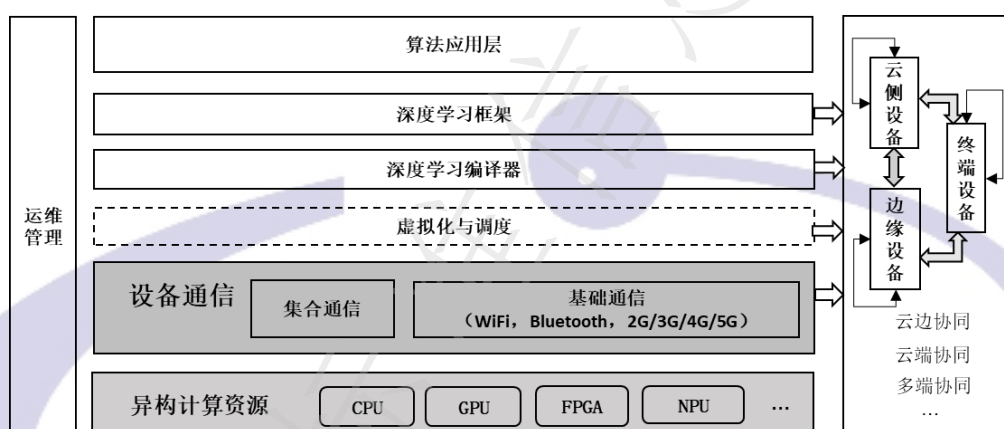 运维
管理
算法应用层
深度学习框架
深度学习编译器
虚拟化与调度
设备通信
集合通信
基础通信
（WiFi，Bluetooth，2G/3G/4G/5G）
异构计算资源
CPU
GPU
FPGA
NPU
…
云侧设备
终端设备
边缘设备
云边协同
云端协同
多端协同
…